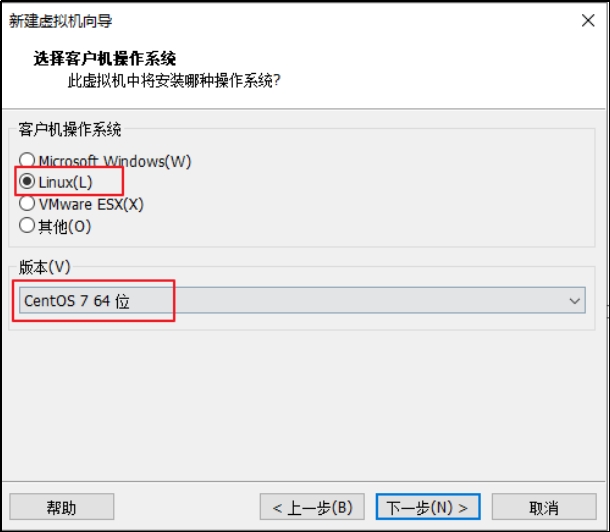 新建虚拟机向导
选择客户机操作系统
此虚拟机中将安装哪种操作系统?
客户机操作系统
Microsoft Windows(W)
Linux(L)
VMware ESX(X)
其他(O)
版本(V)
CentOS 7 64 位
帮助
< 上一步(B)
下一步(N) >
取消